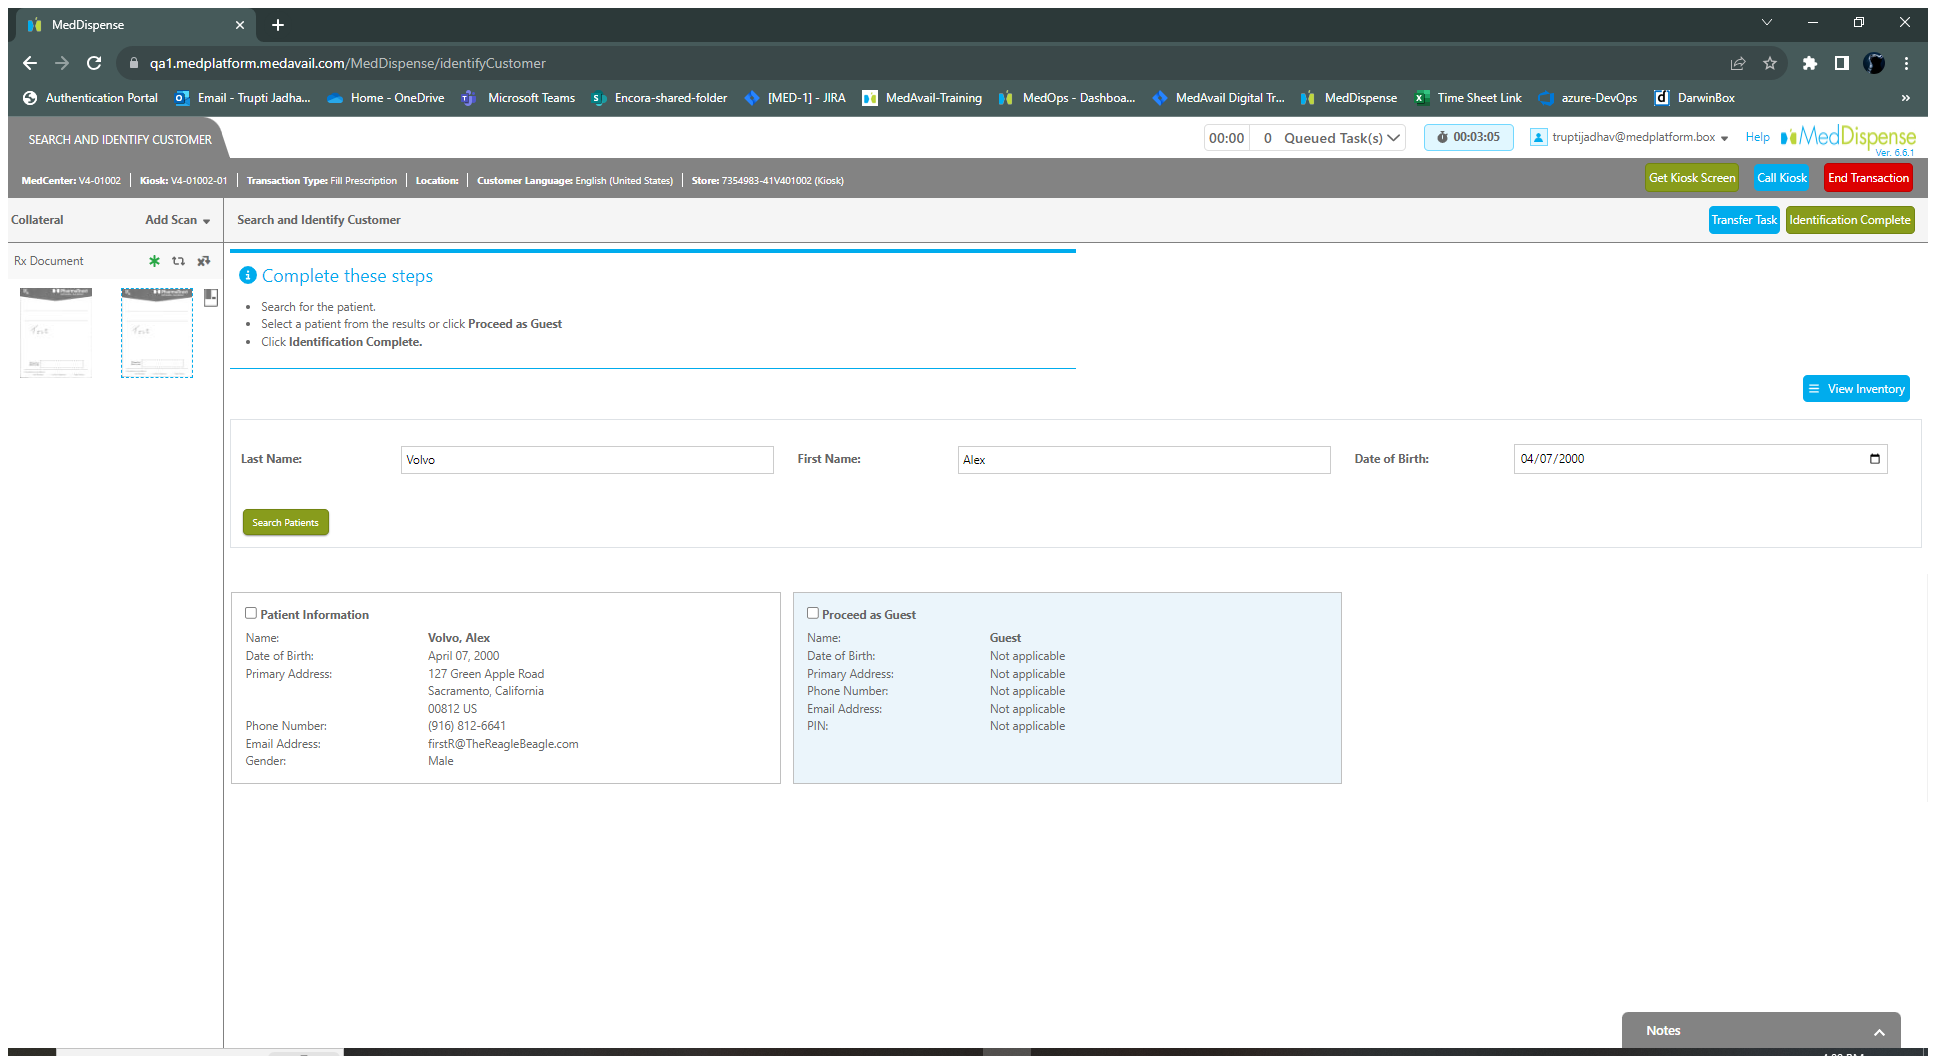 MedDispense
qa1.medplatform.medavail.com/MedDispense/identifyCustomer
Authentication Portal
Email - Trupti Jadha...
Home - OneDrive
Microsoft Teams
Encora-shared-folder
[MED-1] - JIRA
MedAvail-Training
MedOps - Dashboa...
MedAvail Digital Tr...
MedDispense
Time Sheet Link
azure-DevOps
DarwinBox
»
SEARCH AND IDENTIFY CUSTOMER
00:00 0 Queued Task(s)
00:03:05
truptijadhav@medplatform.box
Help
MedDispense
Ver. 6.6.1
MedCenter: V4-01002 | Kiosk: V4-01002-01 | Transaction Type: Fill Prescription | Location: | Customer Language: English (United States) | Store: 7354983-41V401002 (Kiosk)
Get Kiosk Screen
Call Kiosk
End Transaction
Collateral
Add Scan
Search and Identify Customer
Transfer Task
Identification Complete
Rx Document
Complete these steps
• Search for the patient.
• Select a patient from the results or click Proceed as Guest
• Click Identification Complete.
View Inventory
Last Name: Volvo
First Name: Alex
Date of Birth: 04/07/2000
Search Patients
Patient Information
Name: Volvo, Alex
Date of Birth: April 07, 2000
Primary Address: 127 Green Apple Road
Sacramento, California
00812 US
Phone Number: (916) 812-6641
Email Address: firstR@TheReagleBeagle.com
Gender: Male
Proceed as Guest
Name: Guest
Date of Birth: Not applicable
Primary Address: Not applicable
Phone Number: Not applicable
Email Address: Not applicable
PIN: Not applicable
Notes